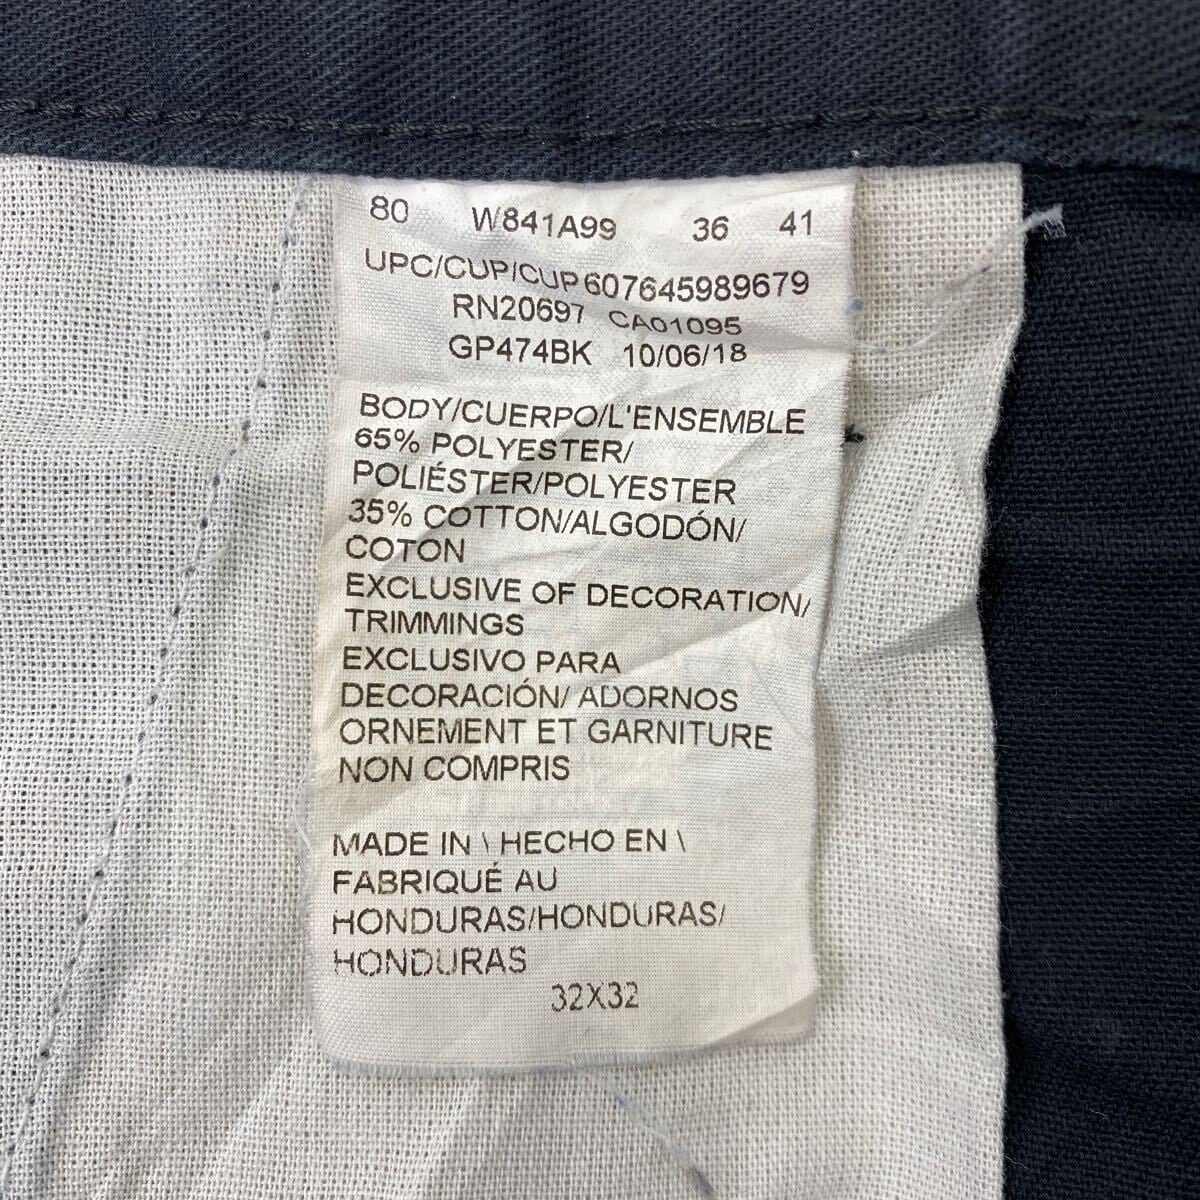 80 W841A99 36 41
UPC/CUP/CUP 607645989679
RN20697 CA01095
GP474BK 10/06/18
BODY/CUERPO/L'ENSEMBLE
65% POLYESTER/
POLIÉSTER/POLYESTER
35% COTTON/ALGODÓN/
COTON
EXCLUSIVE OF DECORATION/
TRIMMINGS
EXCLUSIVO PARA
DECORACIÓN/ ADORNOS
ORNEMENT ET GARNITURE
NON COMPRIS
MADE IN \ HECHO EN \
FABRIQUÉ AU
HONDURAS/HONDURAS/
HONDURAS
32X32